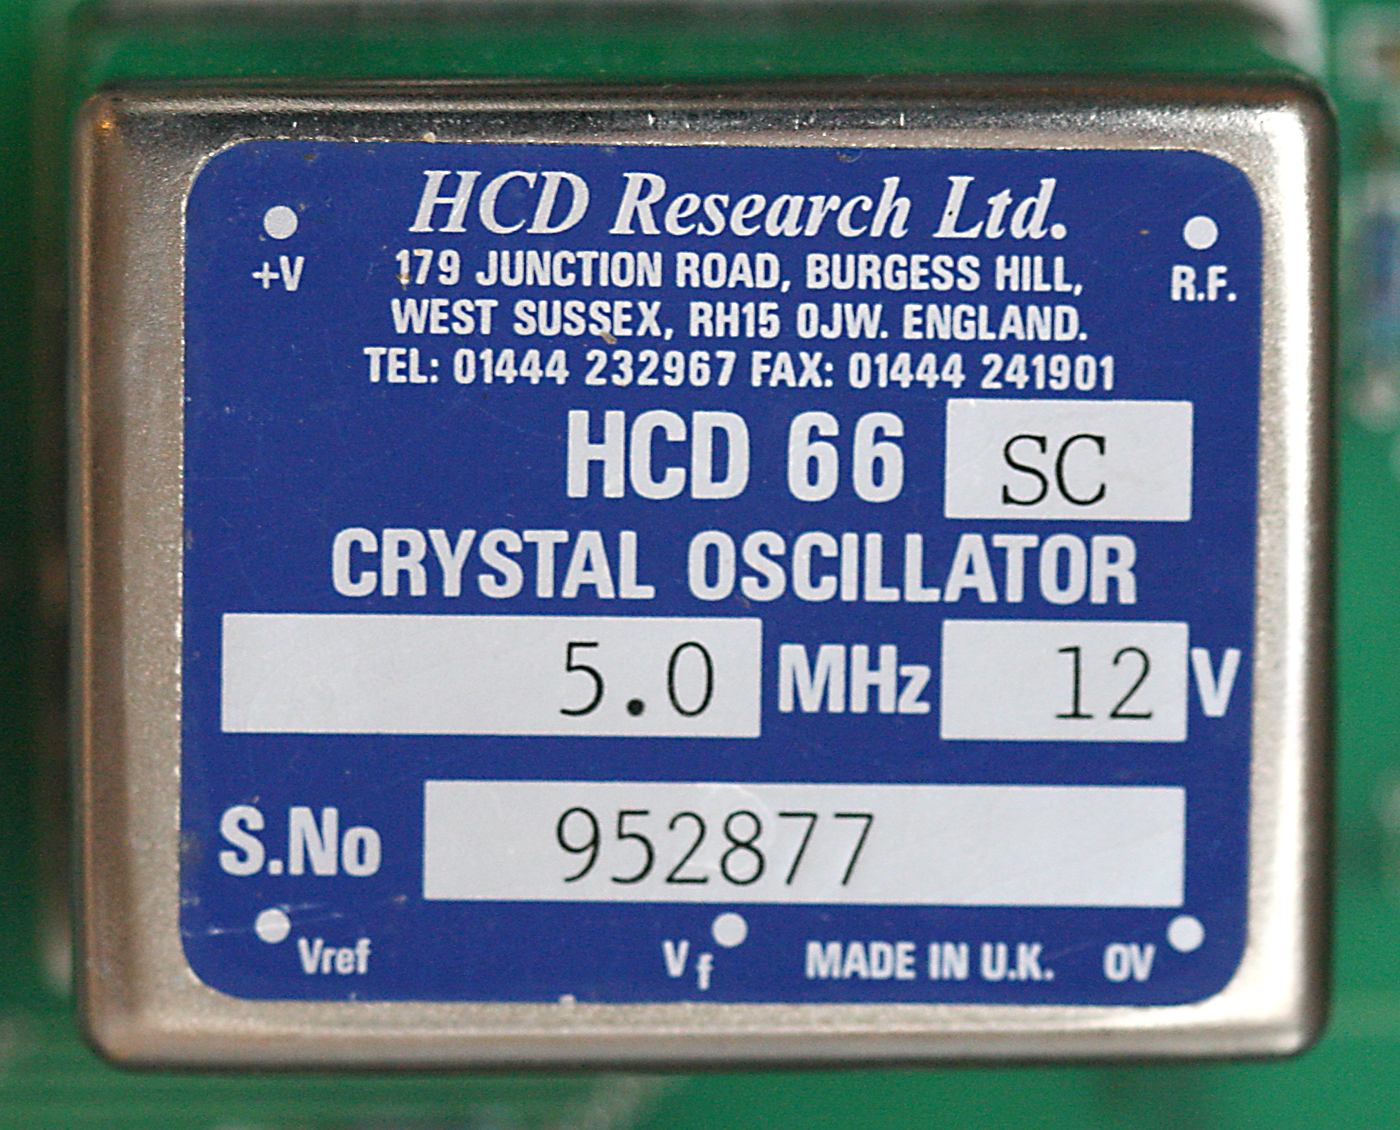 HCD Research Ltd.
+V
R.F.
179 JUNCTION ROAD, BURGESS HILL,
WEST SUSSEX, RH15 0JW. ENGLAND.
TEL: 01444 232967 FAX: 01444 241901
HCD 66 SC
CRYSTAL OSCILLATOR
5.0 MHz 12 V
S.No 952877
Vref Vf MADE IN U.K. OV